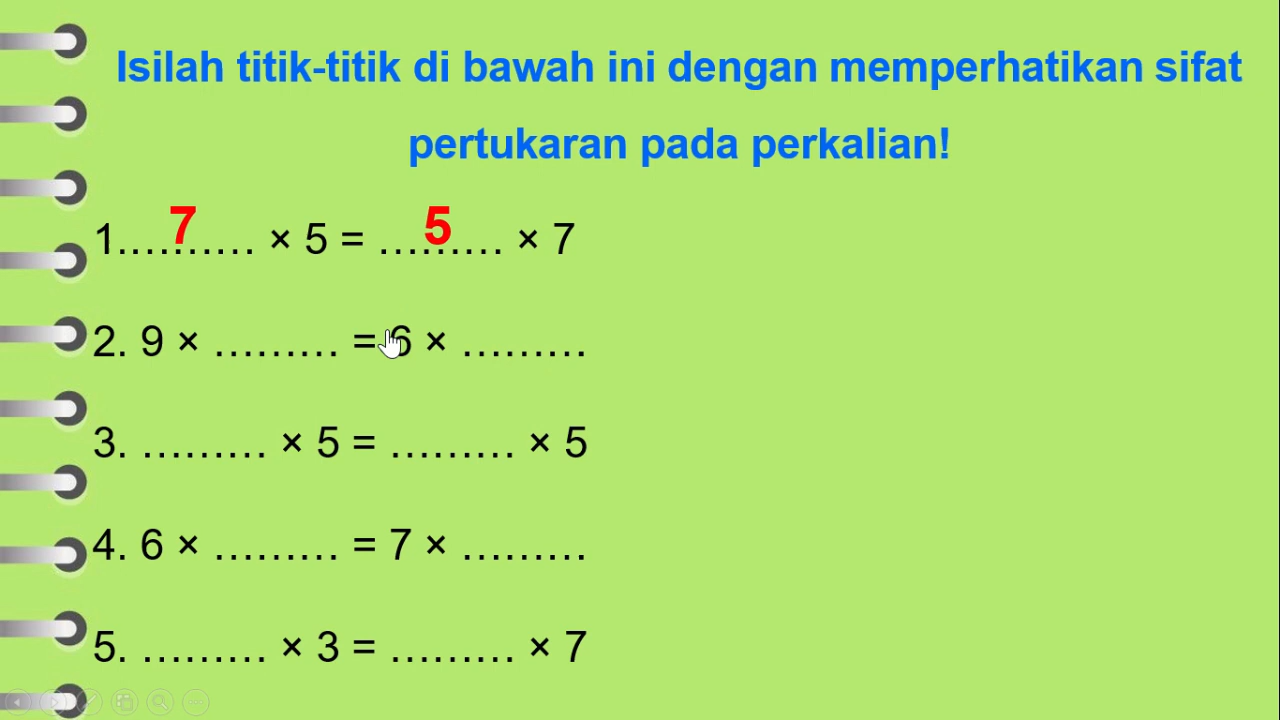 Isilah titik-titik di bawah ini dengan memperhatikan sifat
pertukaran pada perkalian!
1.…7…… × 5 = …5…… × 7
2. 9 × ……… = 6 × ………
3. ……… × 5 = ……… × 5
4. 6 × ……… = 7 × ………
5. ……… × 3 = ……… × 7